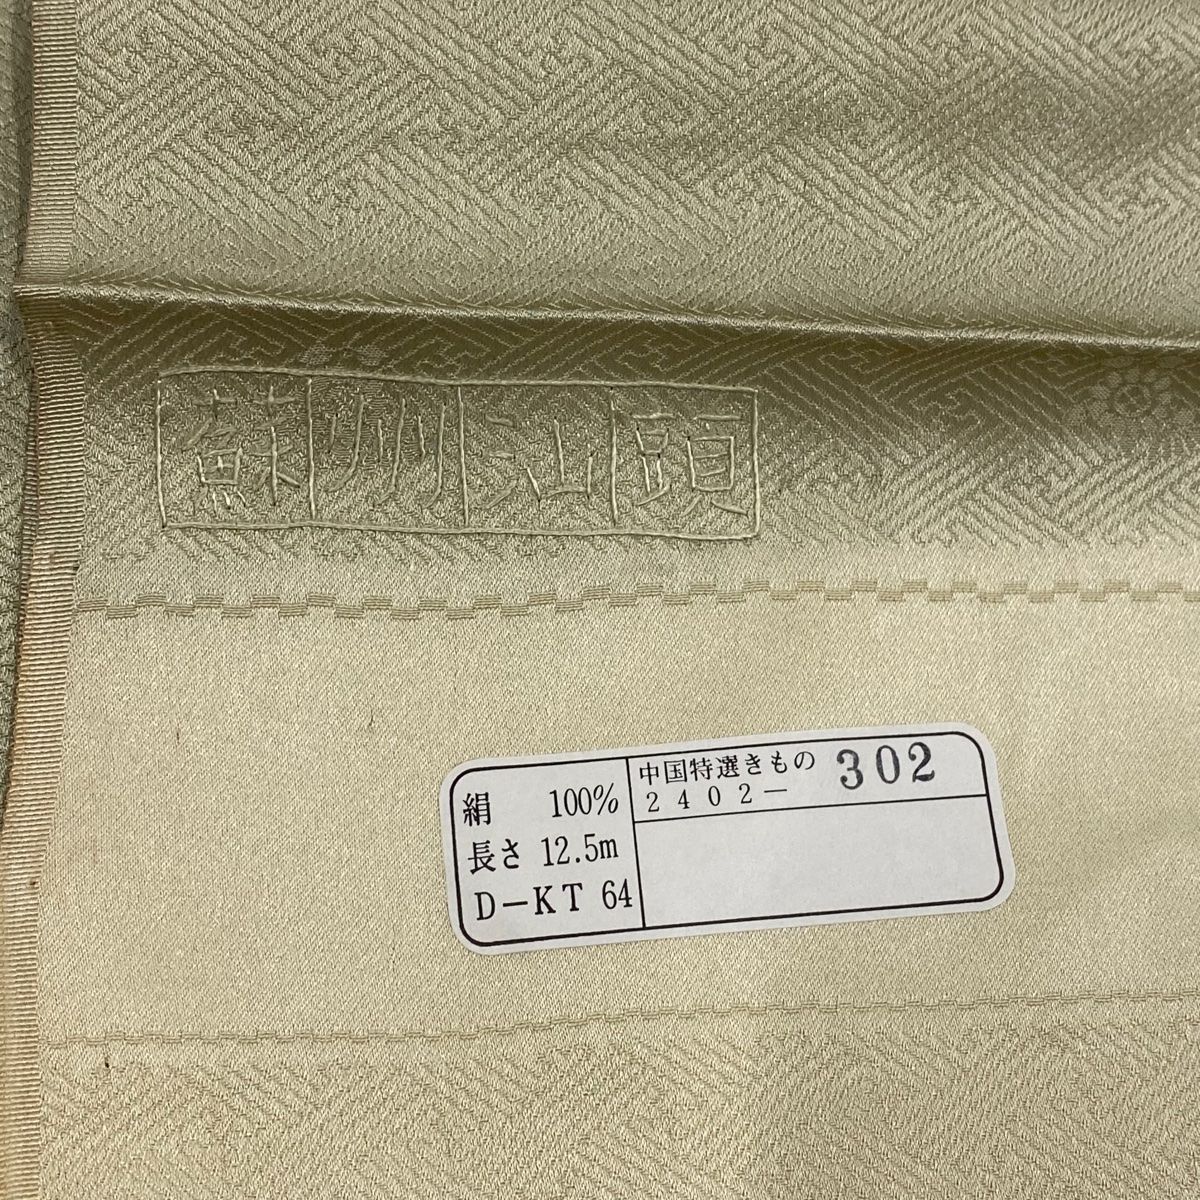 蘇州汕頭
絹 100%
長さ 12.5m
D-KT 64
中国特選きもの
2402-
302